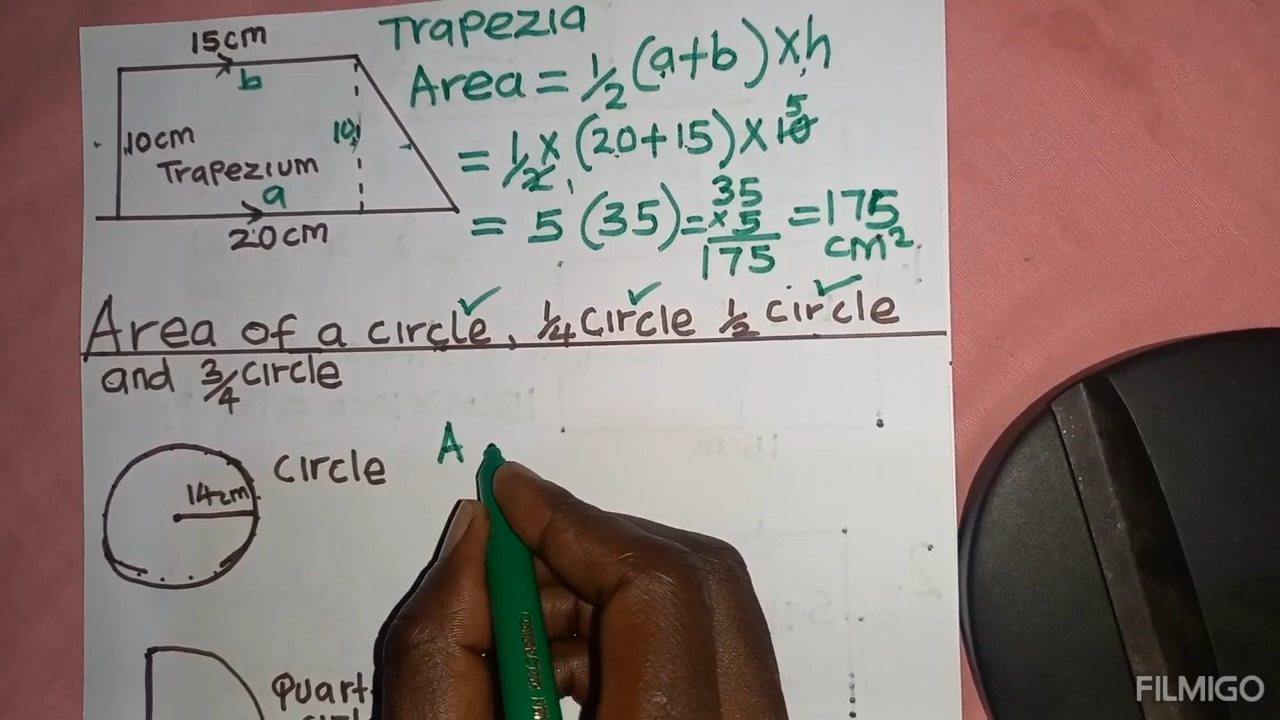 15cm
Trapezia
b
Area = 1/2 (a+b) × h
10cm
10
= 1/2 × (20+15) × 10 5
1
Trapezium
a
= 5 (35) = 35 × 5 175 = 175 cm²
20cm
Area of a circle, 1/4 circle 1/2 circle
and 3/4 circle
A
circle
14cm
Quart
FILMIGO